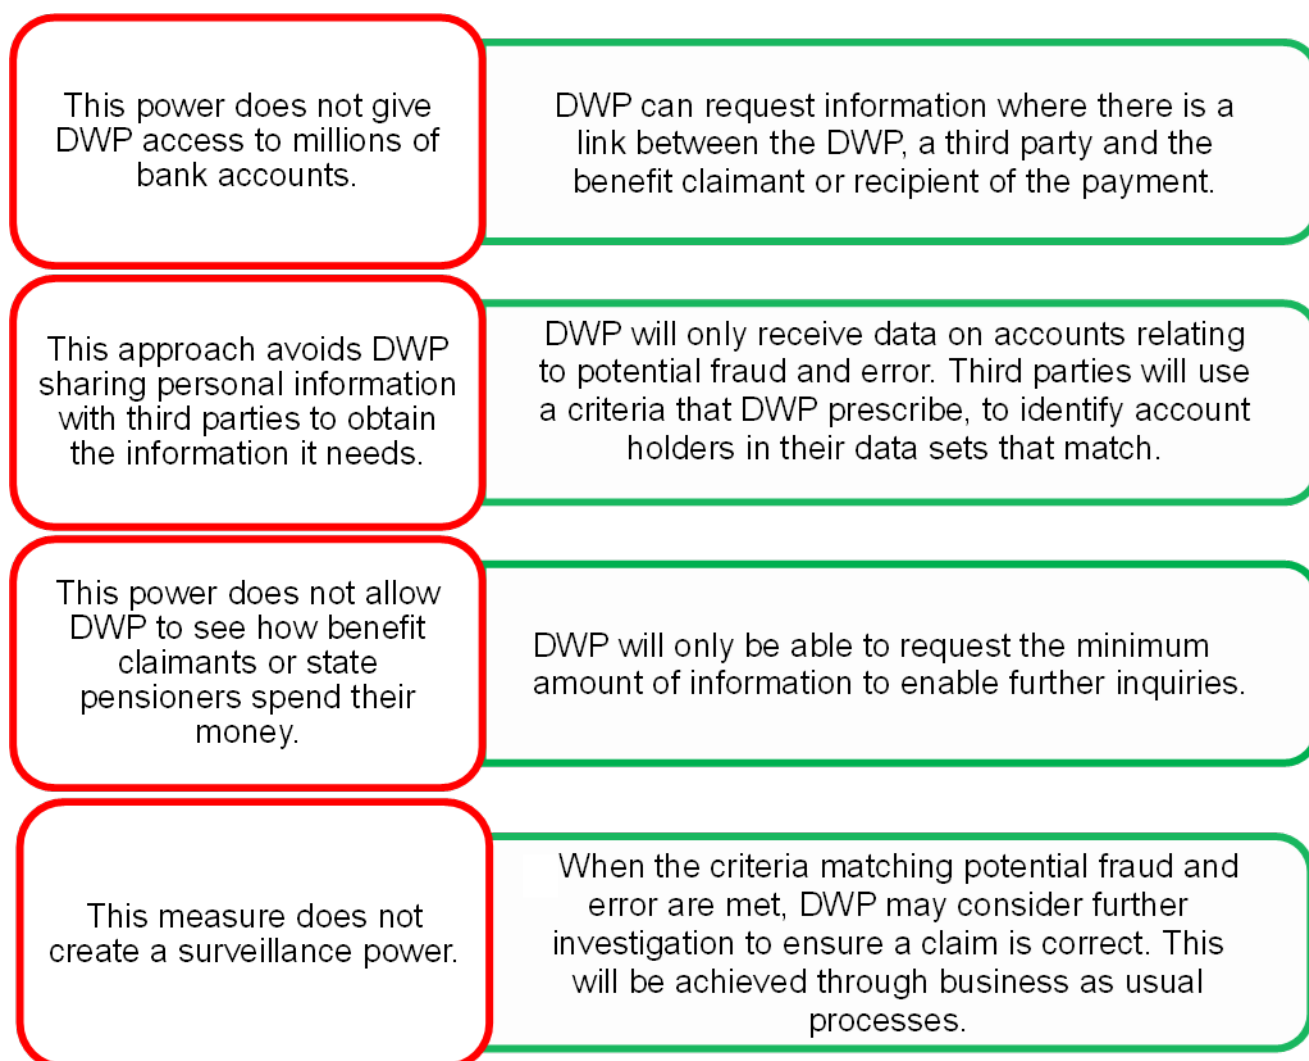 This power does not give
DWP access to millions of
bank accounts.
DWP can request information where there is a
link between the DWP, a third party and the
benefit claimant or recipient of the payment.
This approach avoids DWP
sharing personal information
with third parties to obtain
the information it needs.
DWP will only receive data on accounts relating
to potential fraud and error. Third parties will use
a criteria that DWP prescribe, to identify account
holders in their data sets that match.
This power does not allow
DWP to see how benefit
claimants or state
pensioners spend their
money.
DWP will only be able to request the minimum
amount of information to enable further inquiries.
This measure does not
create a surveillance power.
When the criteria matching potential fraud and
error are met, DWP may consider further
investigation to ensure a claim is correct. This
will be achieved through business as usual
processes.